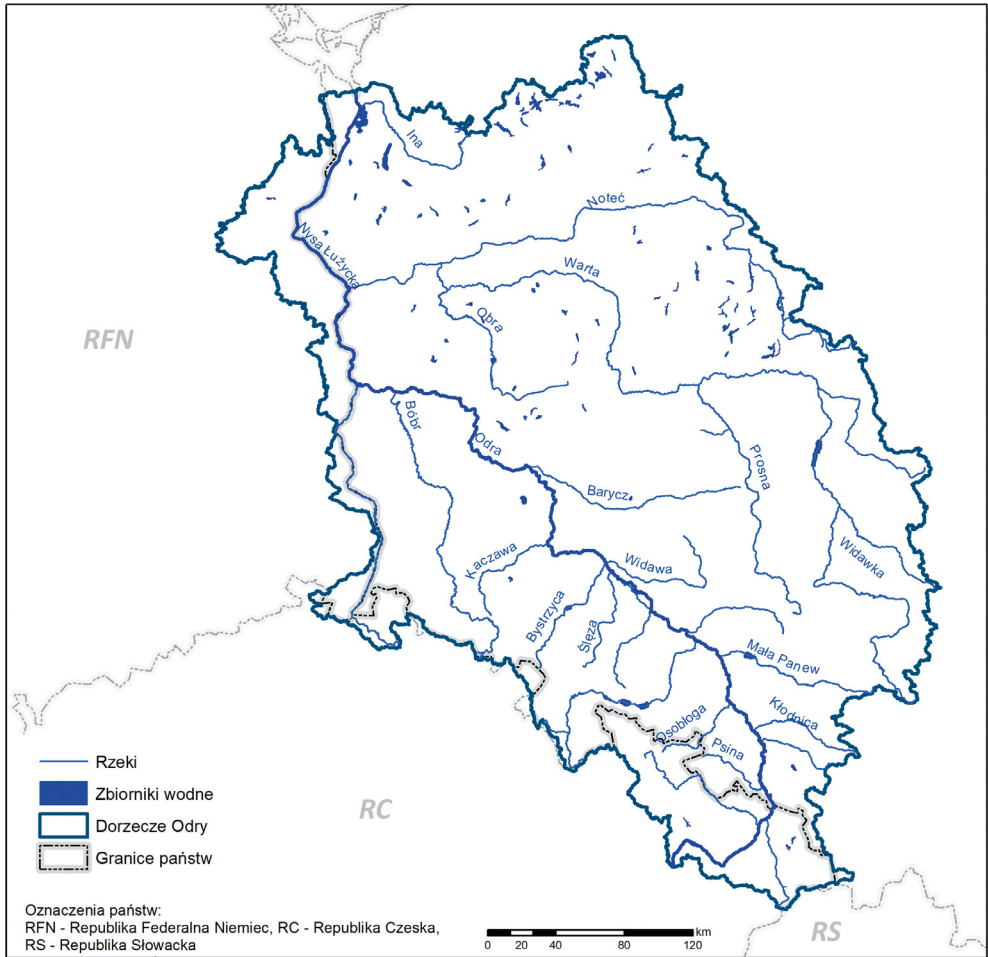 Ina
Noteć
Nysa Łużycka
Warta
Obra
RFN
Bóbr
Odra
Prosna
Barycz
Kaczawa
Widawa
Widawka
Bystrzyca
Ślęza
Mała Panew
Kłodnica
Osobłoga
Psina
Rzeki
Zbiorniki wodne
Dorzecze Odry
Granice państw
RC
Oznaczenia państw:
RFN - Republika Federalna Niemiec, RC - Republika Czeska,
RS - Republika Słowacka
RS
km
0 20 40 80 120